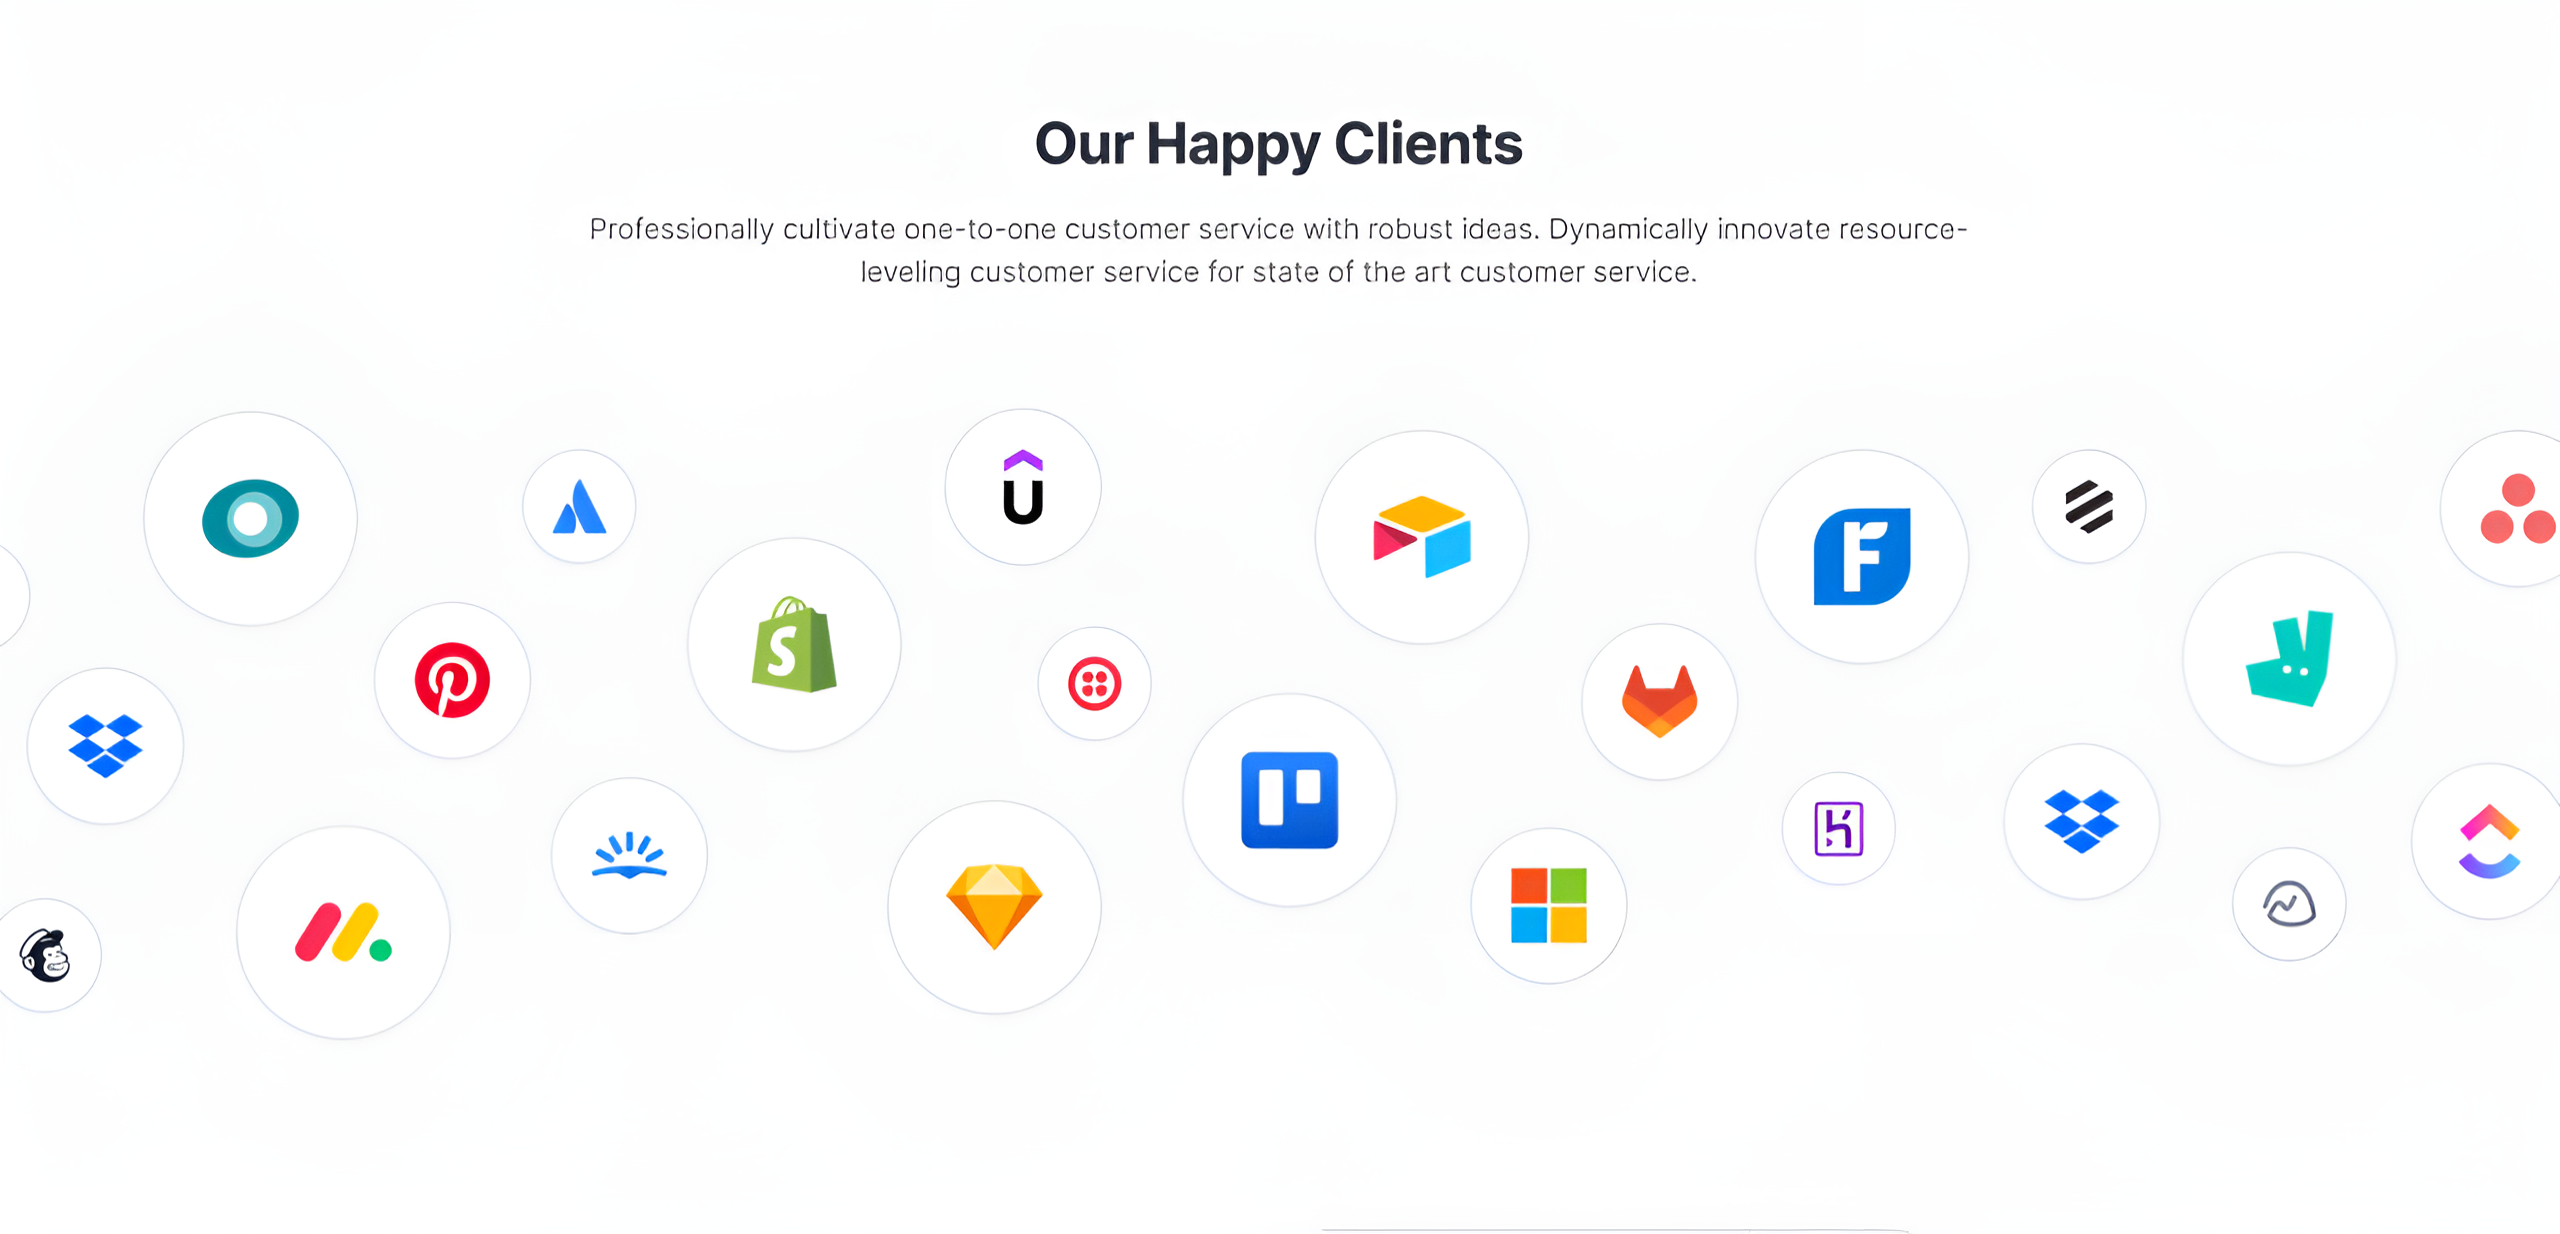 Our Happy Clients
Professionally cultivate one-to-one customer service with robust ideas. Dynamically innovate resource-
leveling customer service for state of the art customer service.